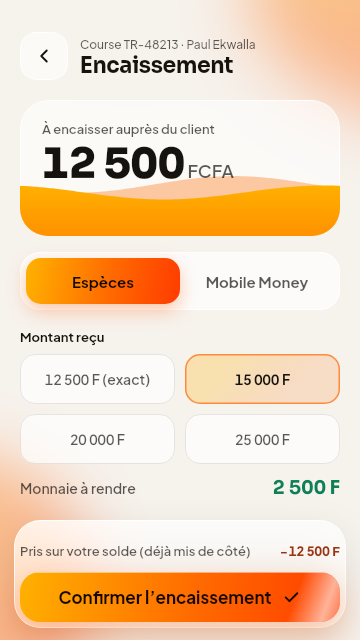 Course TR-48213 · Paul Ekwalla
Encaissement
À encaisser auprès du client
12 500 FCFA
Espèces
Mobile Money
Montant reçu
12 500 F (exact)
15 000 F
20 000 F
25 000 F
Monnaie à rendre
2 500 F
Pris sur votre solde (déjà mis de côté)
−12 500 F
Confirmer l’encaissement